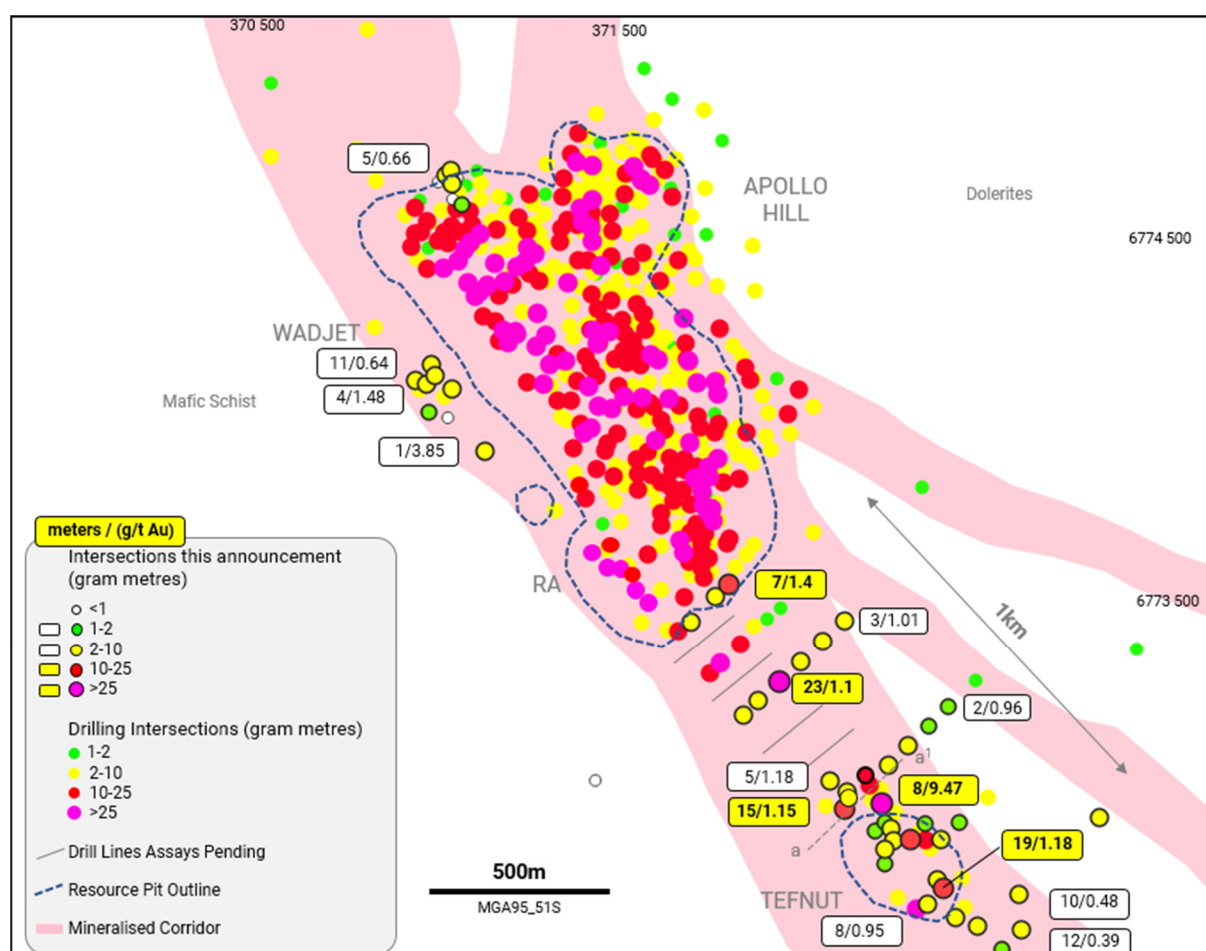 370 500
371 500
5/0.66
APOLLO
HILL
Dolerites
6774 500
WADJET
11/0.64
Mafic Schist
4/1.48
1/3.85
meters / (g/t Au)
Intersections this announcement
(gram metres)
<1
1-2
2-10
10-25
>25
Drilling Intersections (gram metres)
1-2
2-10
10-25
>25
Drill Lines Assays Pending
Resource Pit Outline
Mineralised Corridor
RA
7/1.4
3/1.01
6773 500
1km
23/1.1
2/0.96
a1
5/1.18
8/9.47
15/1.15
a
19/1.18
500m
MGA95_51S
TEFNUT
10/0.48
8/0.95
12/0.39